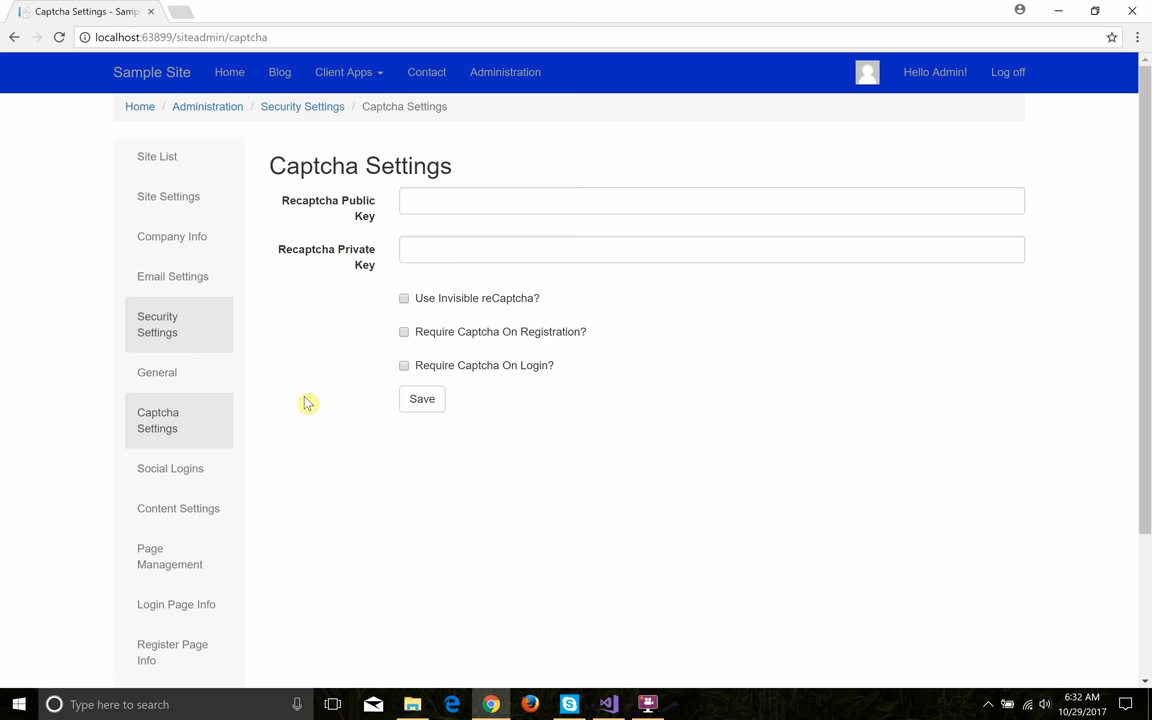 Captcha Settings - Samp
localhost:63899/siteadmin/captcha
Sample Site Home Blog Client Apps Contact Administration Hello Admin! Log off
Home / Administration / Security Settings / Captcha Settings
Site List
Site Settings
Company Info
Email Settings
Security
Settings
General
Captcha
Settings
Social Logins
Content Settings
Page
Management
Login Page Info
Register Page
Info
Captcha Settings
Recaptcha Public
Key
Recaptcha Private
Key
Use Invisible reCaptcha?
Require Captcha On Registration?
Require Captcha On Login?
Save
Type here to search
6:32 AM
10/29/2017